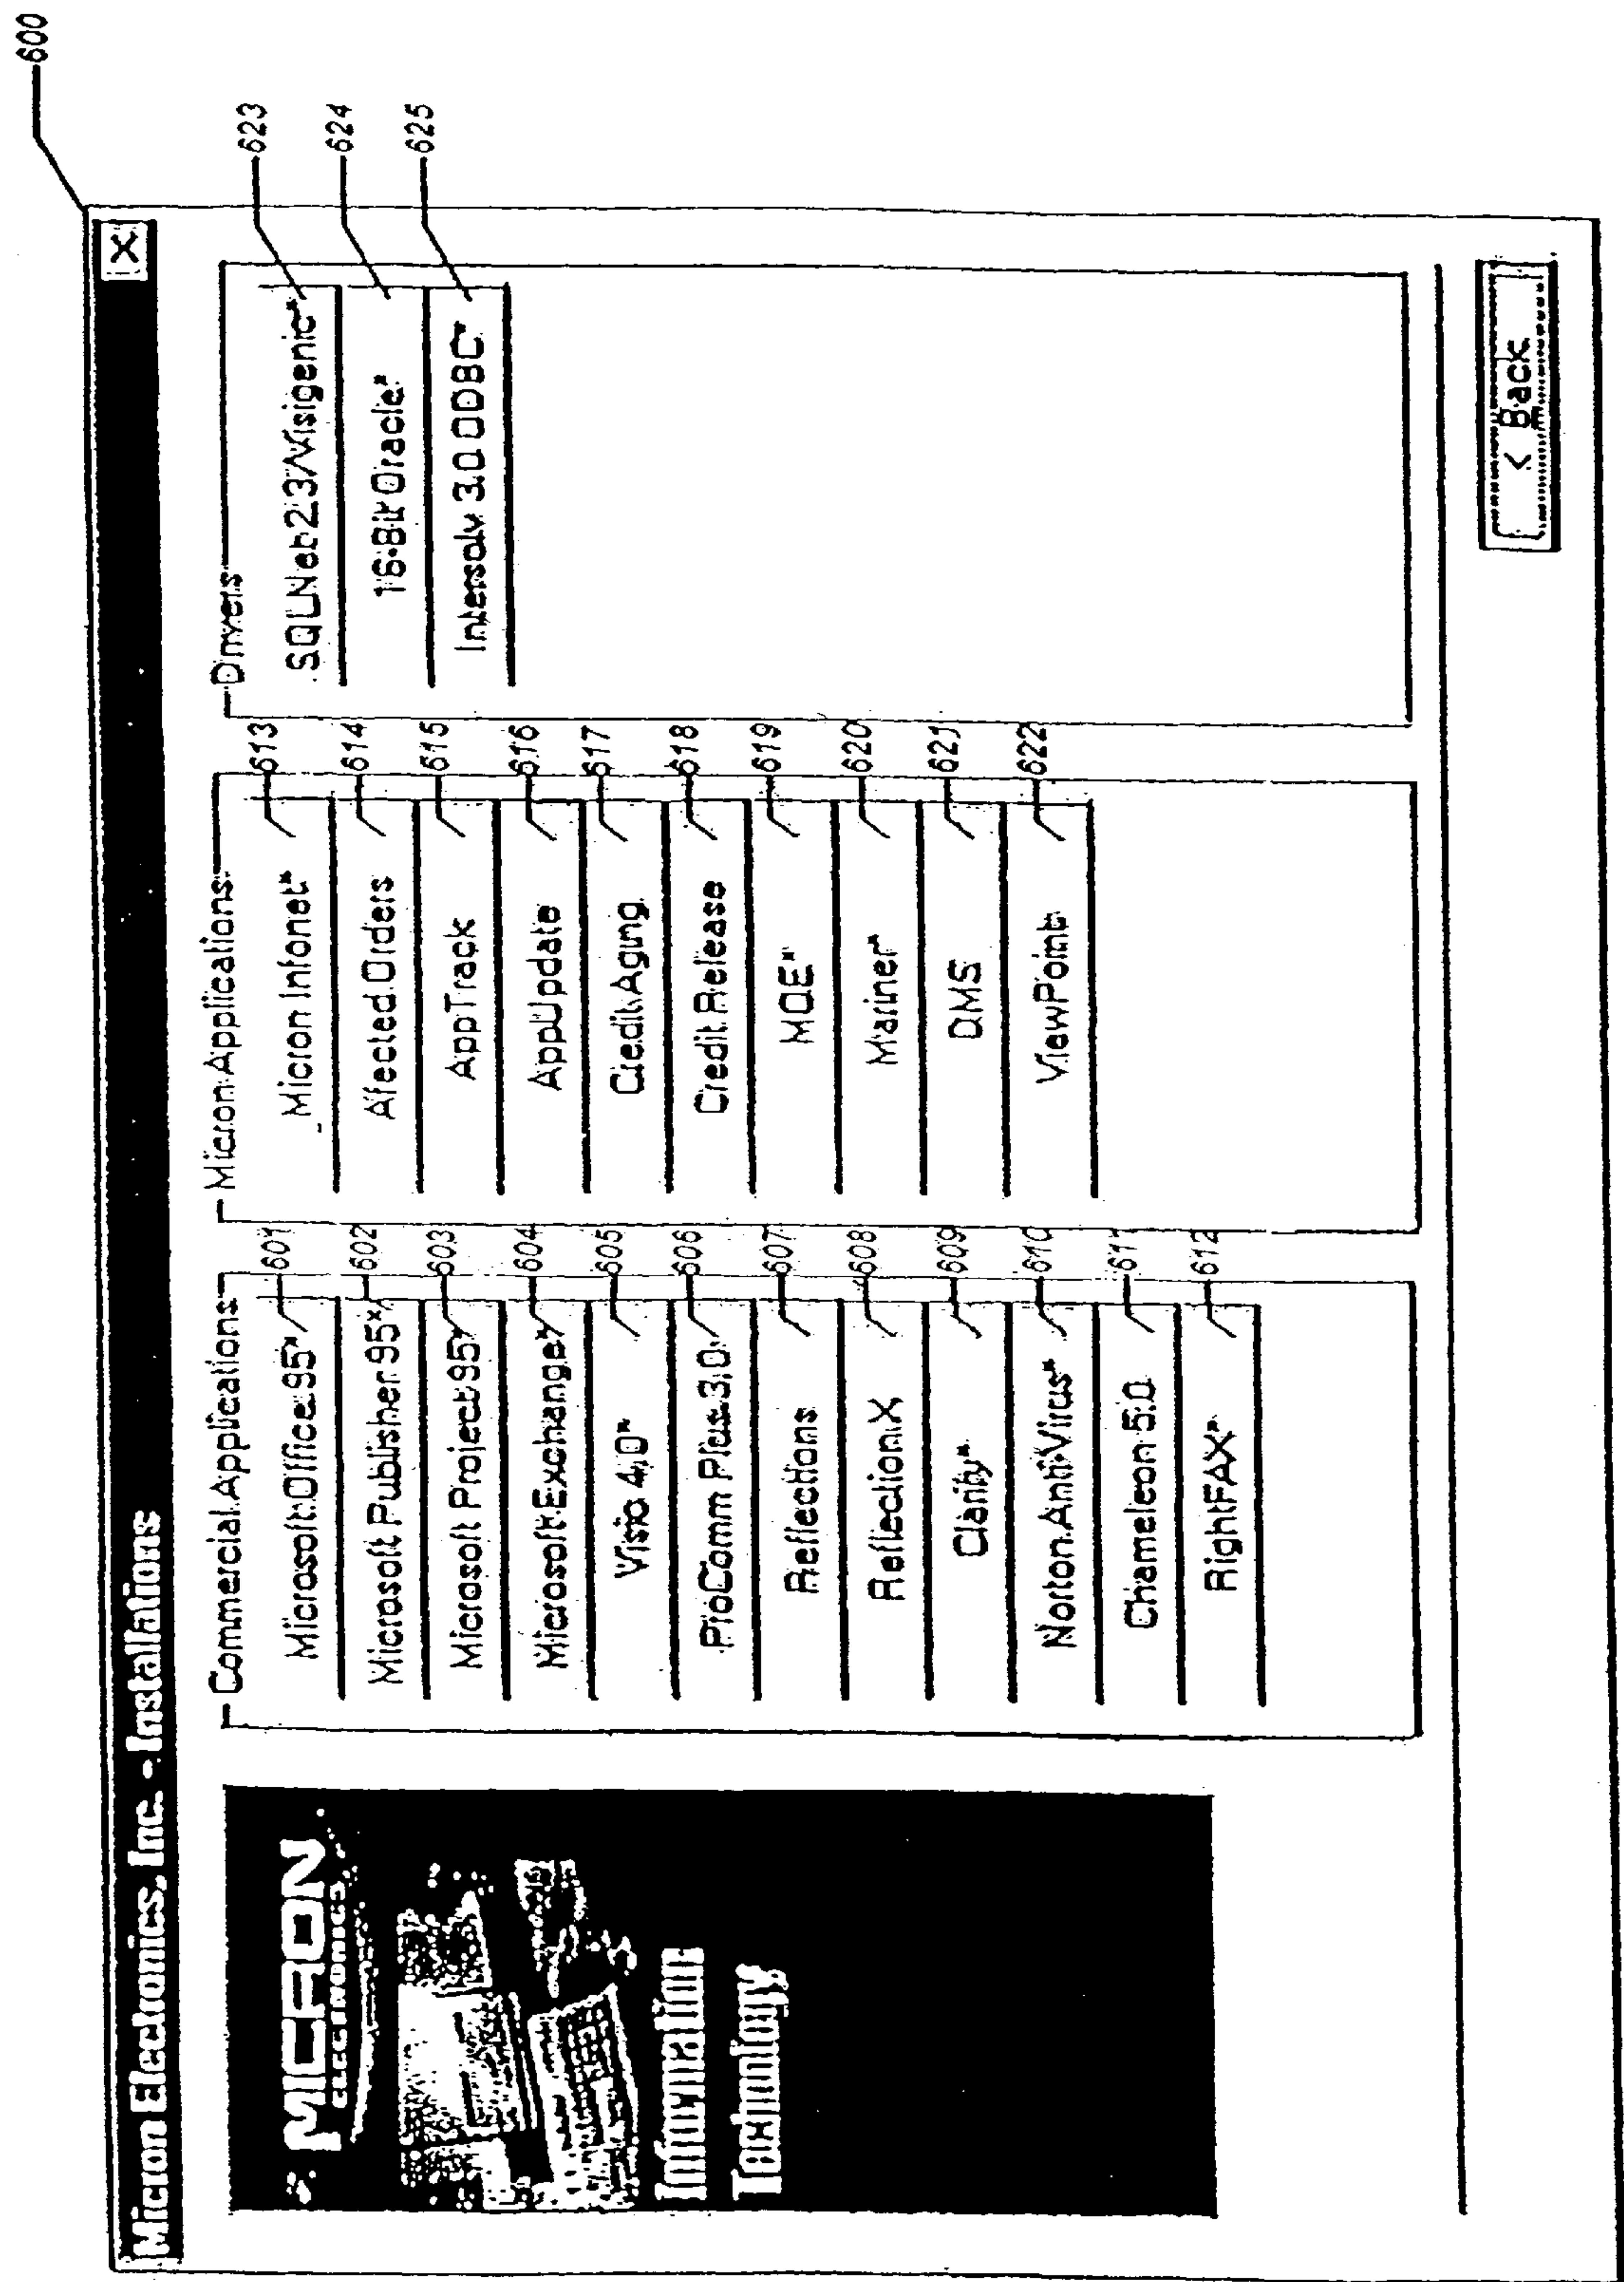 600
Micron Electronics, Inc. - Installations
X
MICRON
ELECTRONICS
Information
Technology
Commercial Applications
Microsoft Office 95* 601
Microsoft Publisher 95* 602
Microsoft Project 95* 603
Microsoft Exchange* 604
Visio 4.0* 605
ProComm Plus 3.0 606
Reflections 607
Reflection X 608
Clarify* 609
Norton AntiVirus* 610
Chameleon 5.0 611
RightFAX* 612
Micron Applications
Micron Infonet* 613
Afected Orders 614
AppTrack 615
AppUpdate 616
Credit Aging 617
Credit Release 618
MOE* 619
Mariner* 620
DMS 621
ViewPoint 622
Drivers
SQLNet 2.3/Visigenic* 623
16-Bit Oracle* 624
Intersolv 3.0 ODBC* 625
< Back